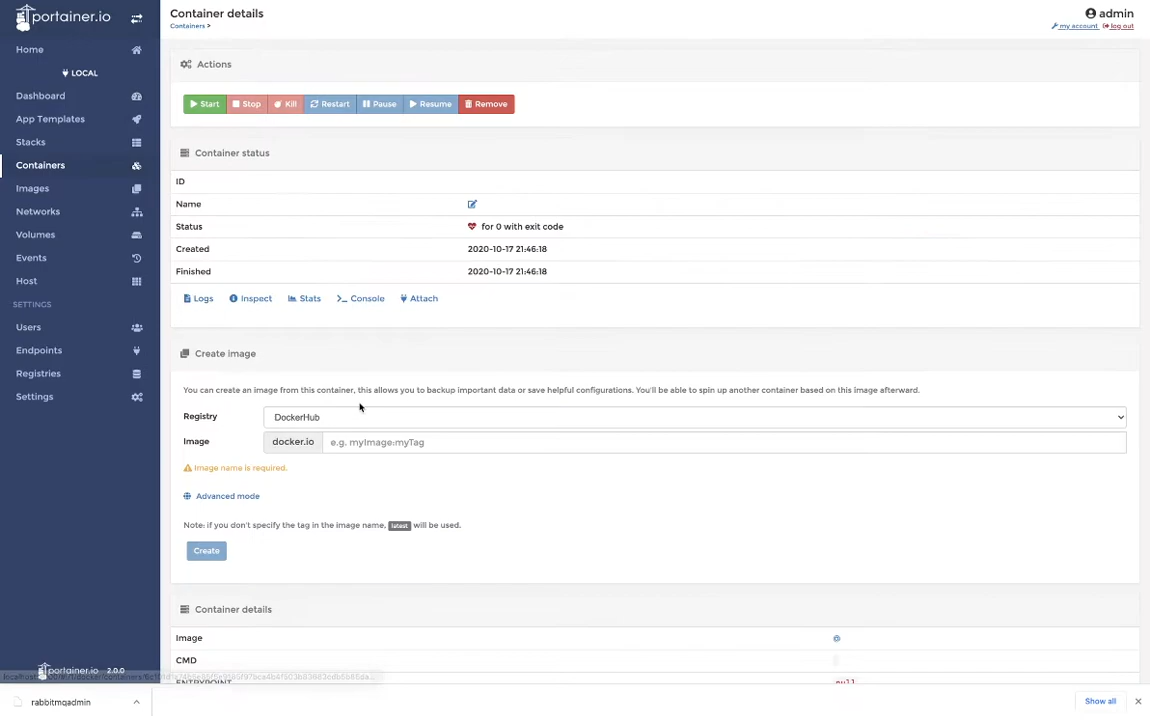 portainer.io
Home
LOCAL
Dashboard
App Templates
Stacks
Containers
Images
Networks
Volumes
Events
Host
SETTINGS
Users
Endpoints
Registries
Settings
portainer.io 2.0.0
Container details
Containers >
admin
my account log out
Actions
Start Stop Kill Restart Pause Resume Remove
Container status
ID
Name
Status for 0 with exit code
Created 2020-10-17 21:46:18
Finished 2020-10-17 21:46:18
Logs Inspect Stats >_ Console Attach
Create image
You can create an image from this container, this allows you to backup important data or save helpful configurations. You'll be able to spin up another container based on this image afterward.
Registry DockerHub
Image docker.io e.g. myImage:myTag
Image name is required.
Advanced mode
Note: if you don't specify the tag in the image name, latest will be used.
Create
Container details
Image @
CMD
ENTRYPOINT null
rabbitmqadmin
Show all